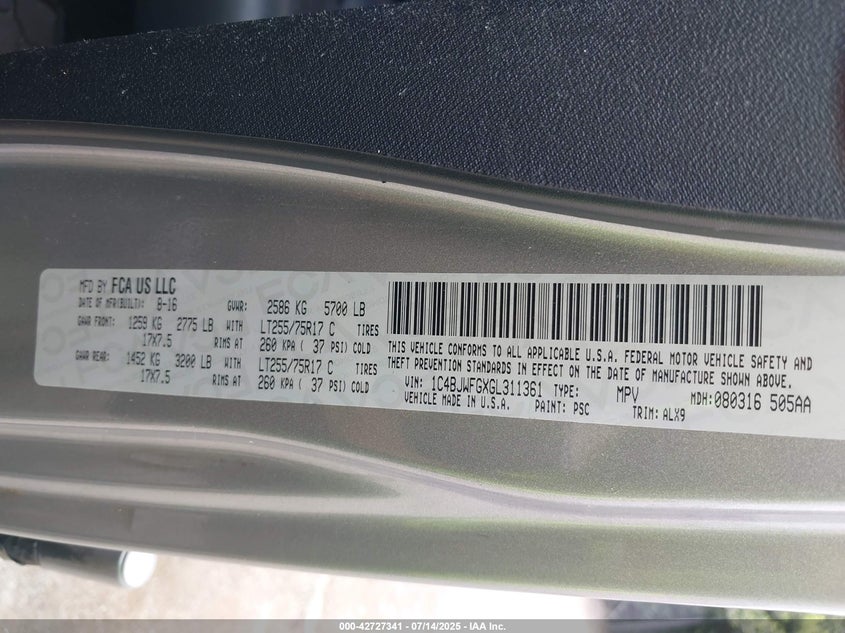 MFD BY FCA US LLC
DATE OF MFR(BUILT): 8-16 GVWR: 2586 KG 5700 LB
GAWR FRONT: 1259 KG 2775 LB WITH LT255/75R17 C TIRES
17X7.5 RIMS AT 260 KPA ( 37 PSI) COLD
GAWR REAR: 1452 KG 3200 LB WITH LT255/75R17 C TIRES
17X7.5 RIMS AT 260 KPA ( 37 PSI) COLD
THIS VEHICLE CONFORMS TO ALL APPLICABLE U.S.A. FEDERAL MOTOR VEHICLE SAFETY AND
THEFT PREVENTION STANDARDS IN EFFECT ON THE DATE OF MANUFACTURE SHOWN ABOVE.
VIN: 1C4BJWFGXGL311361 TYPE: MPV MDH:080316 505AA
VEHICLE MADE IN U.S.A. PAINT: PSC TRIM: ALX9
000-42727341 - 07/14/2025 - IAA Inc.